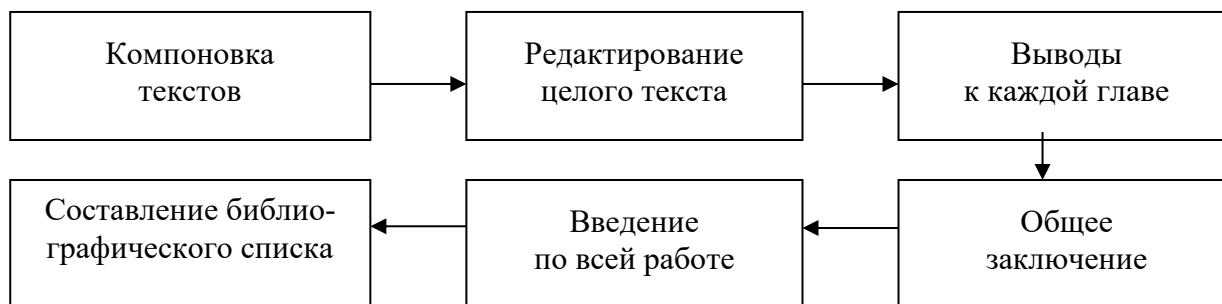 Компоновка
текстов
Редактирование
целого текста
Выводы
к каждой главе
Общее
заключение
Введение
по всей работе
Составление библио-
графического списка